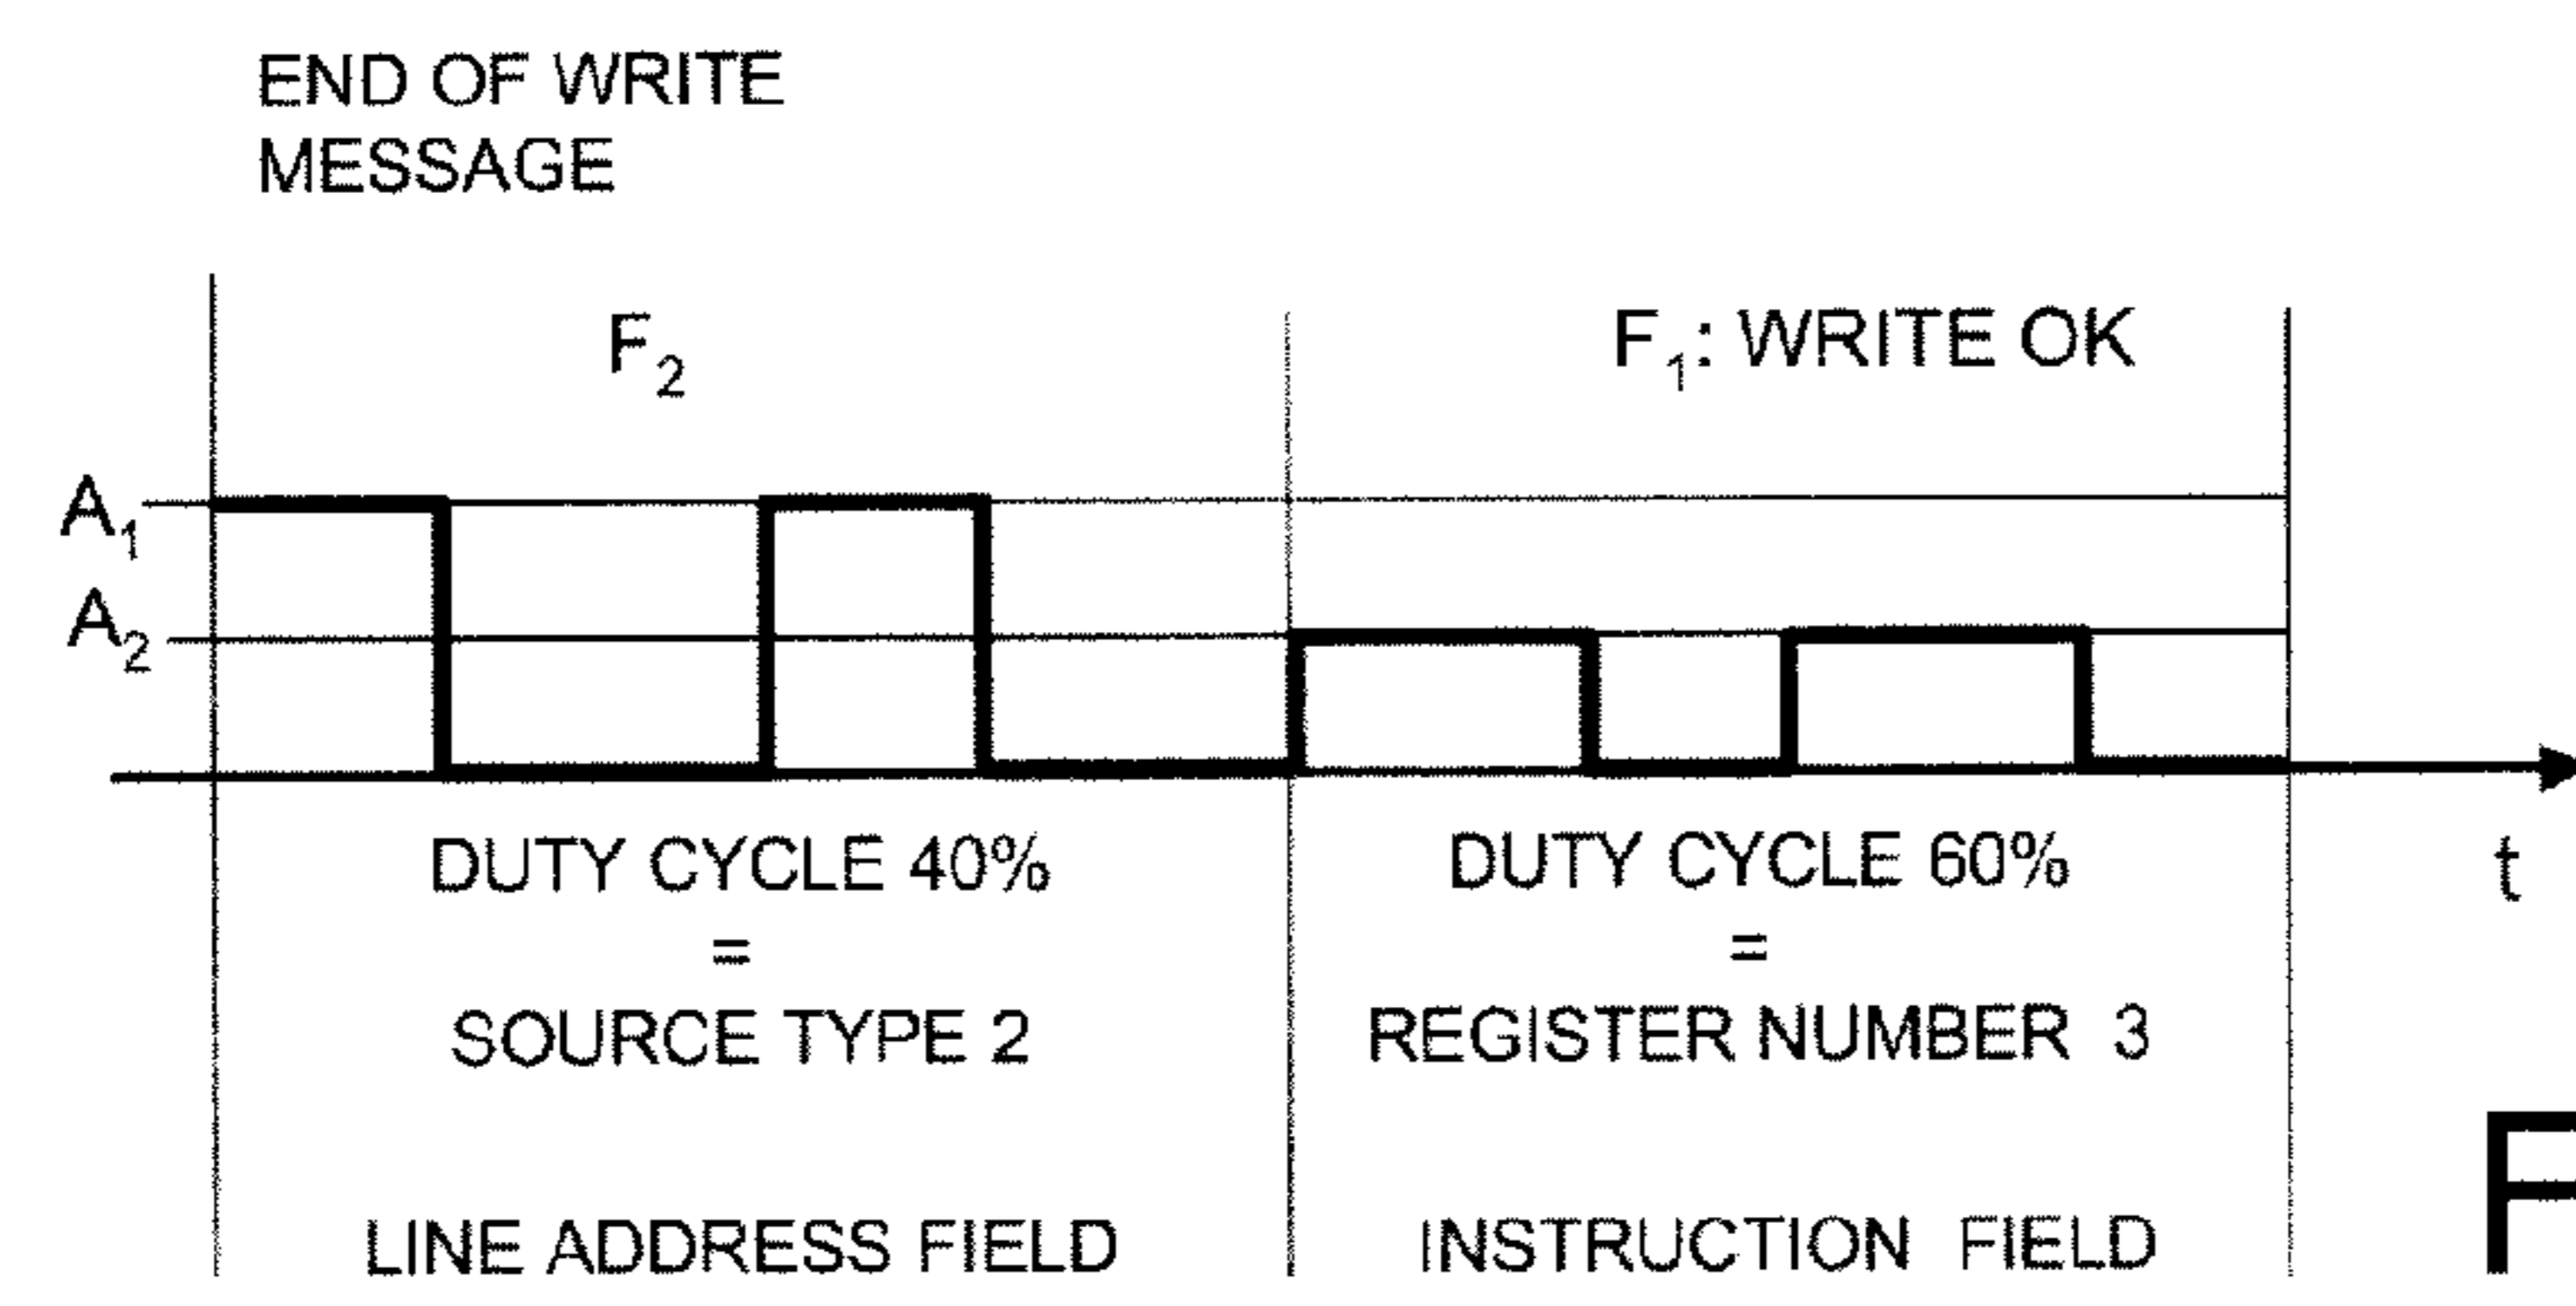 END OF WRITE
MESSAGE
F₂
F₁: WRITE OK
A₁
A₂
DUTY CYCLE 40%
=
SOURCE TYPE 2
DUTY CYCLE 60%
=
REGISTER NUMBER 3
t
LINE ADDRESS FIELD
INSTRUCTION FIELD
F